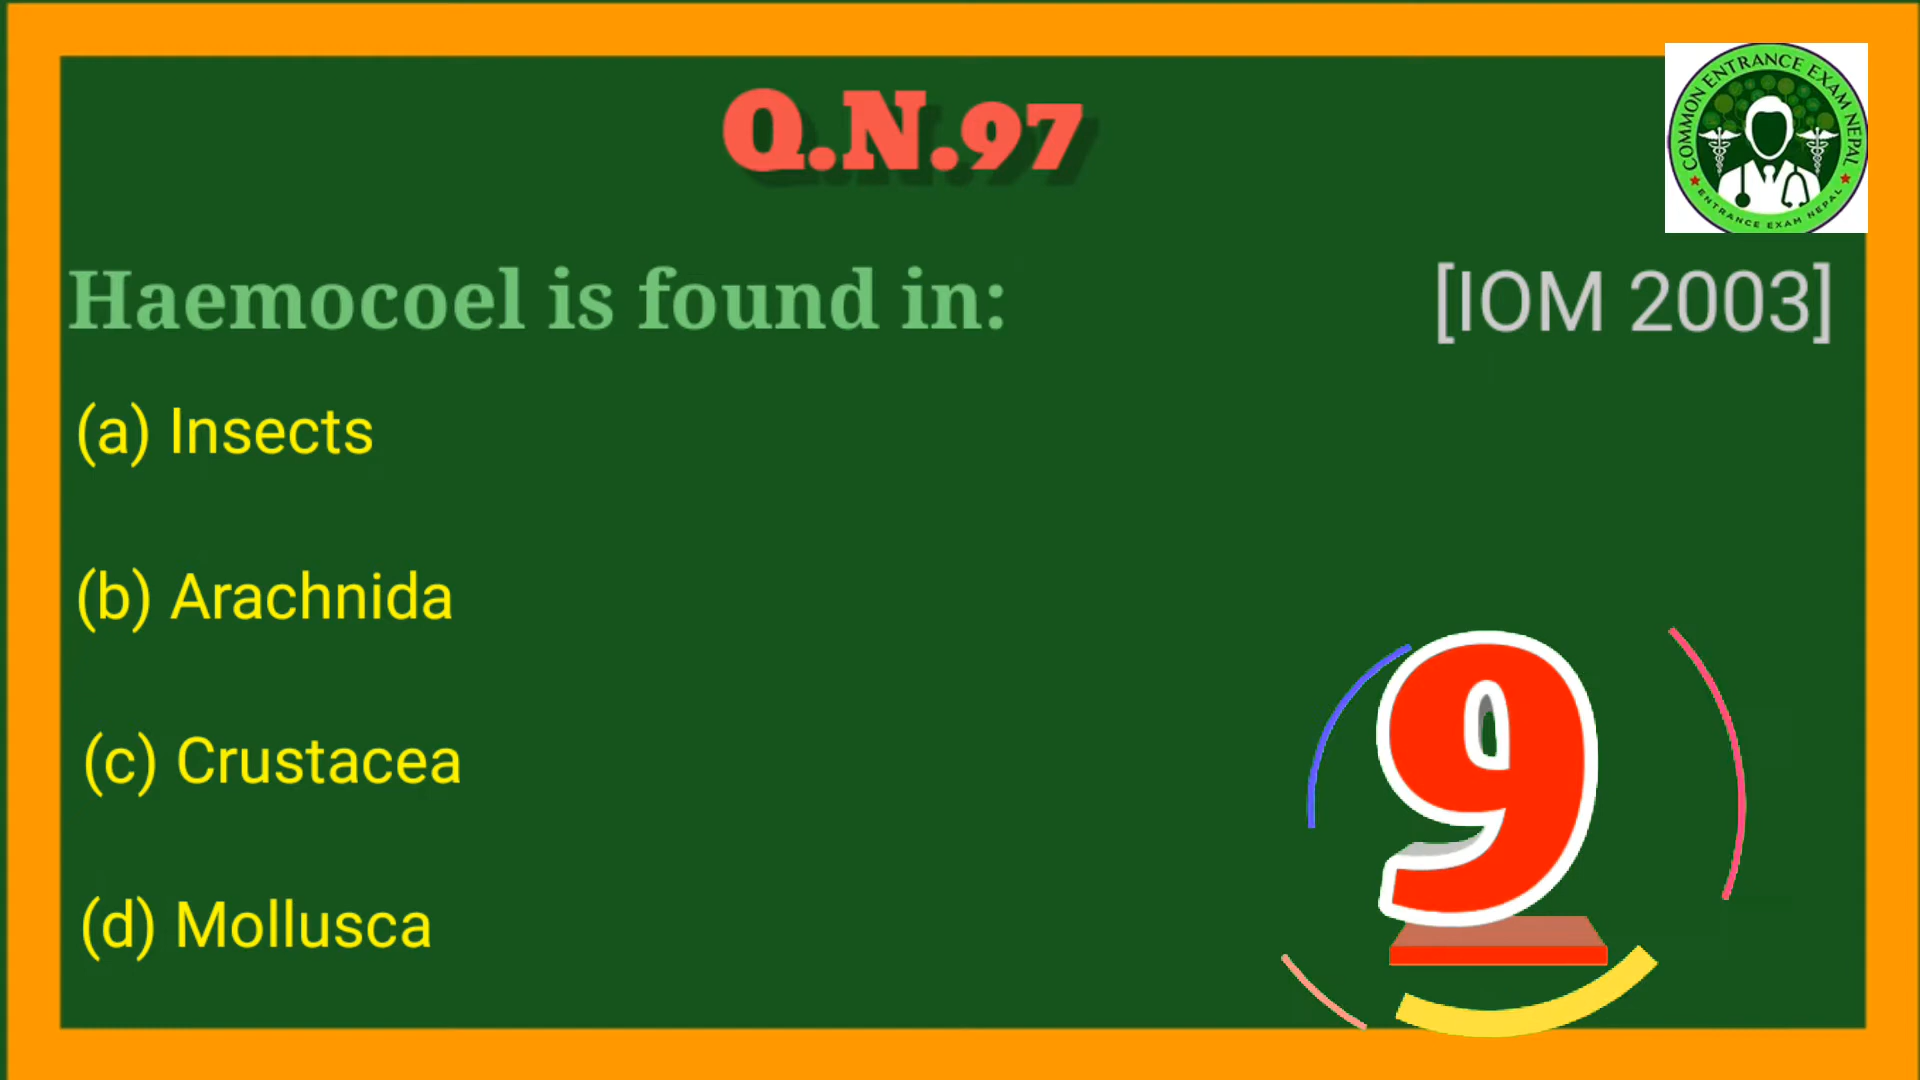 Q.N.97
COMMON ENTRANCE EXAM NEPAL
ENTRANCE EXAM NEPAL
Haemocoel is found in: [IOM 2003]
(a) Insects
(b) Arachnida
(c) Crustacea
(d) Mollusca
9